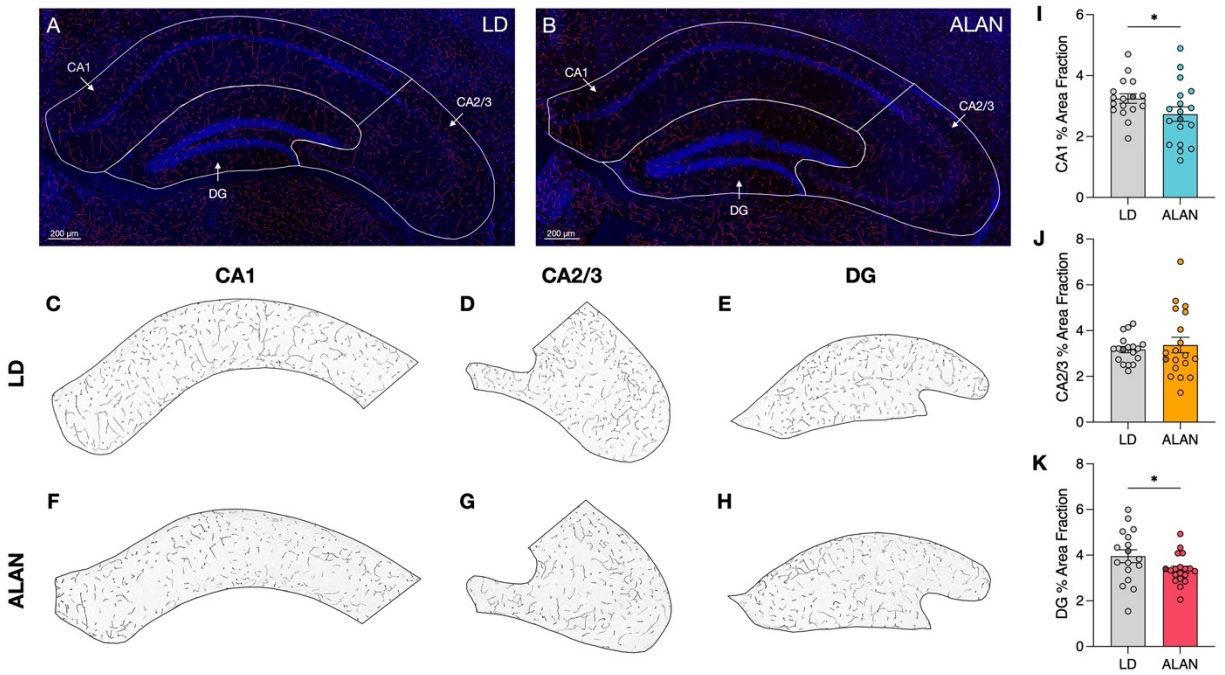 A
LD
CA1
CA2/3
DG
200 µm
B
ALAN
CA1
CA2/3
DG
200 µm
CA1
CA2/3
DG
C
D
E
LD
F
G
H
ALAN
I
CA1 % Area Fraction
6
4
2
0
*
LD
ALAN
J
CA2/3 % Area Fraction
8
6
4
2
0
LD
ALAN
K
DG % Area Fraction
8
6
4
2
0
*
LD
ALAN